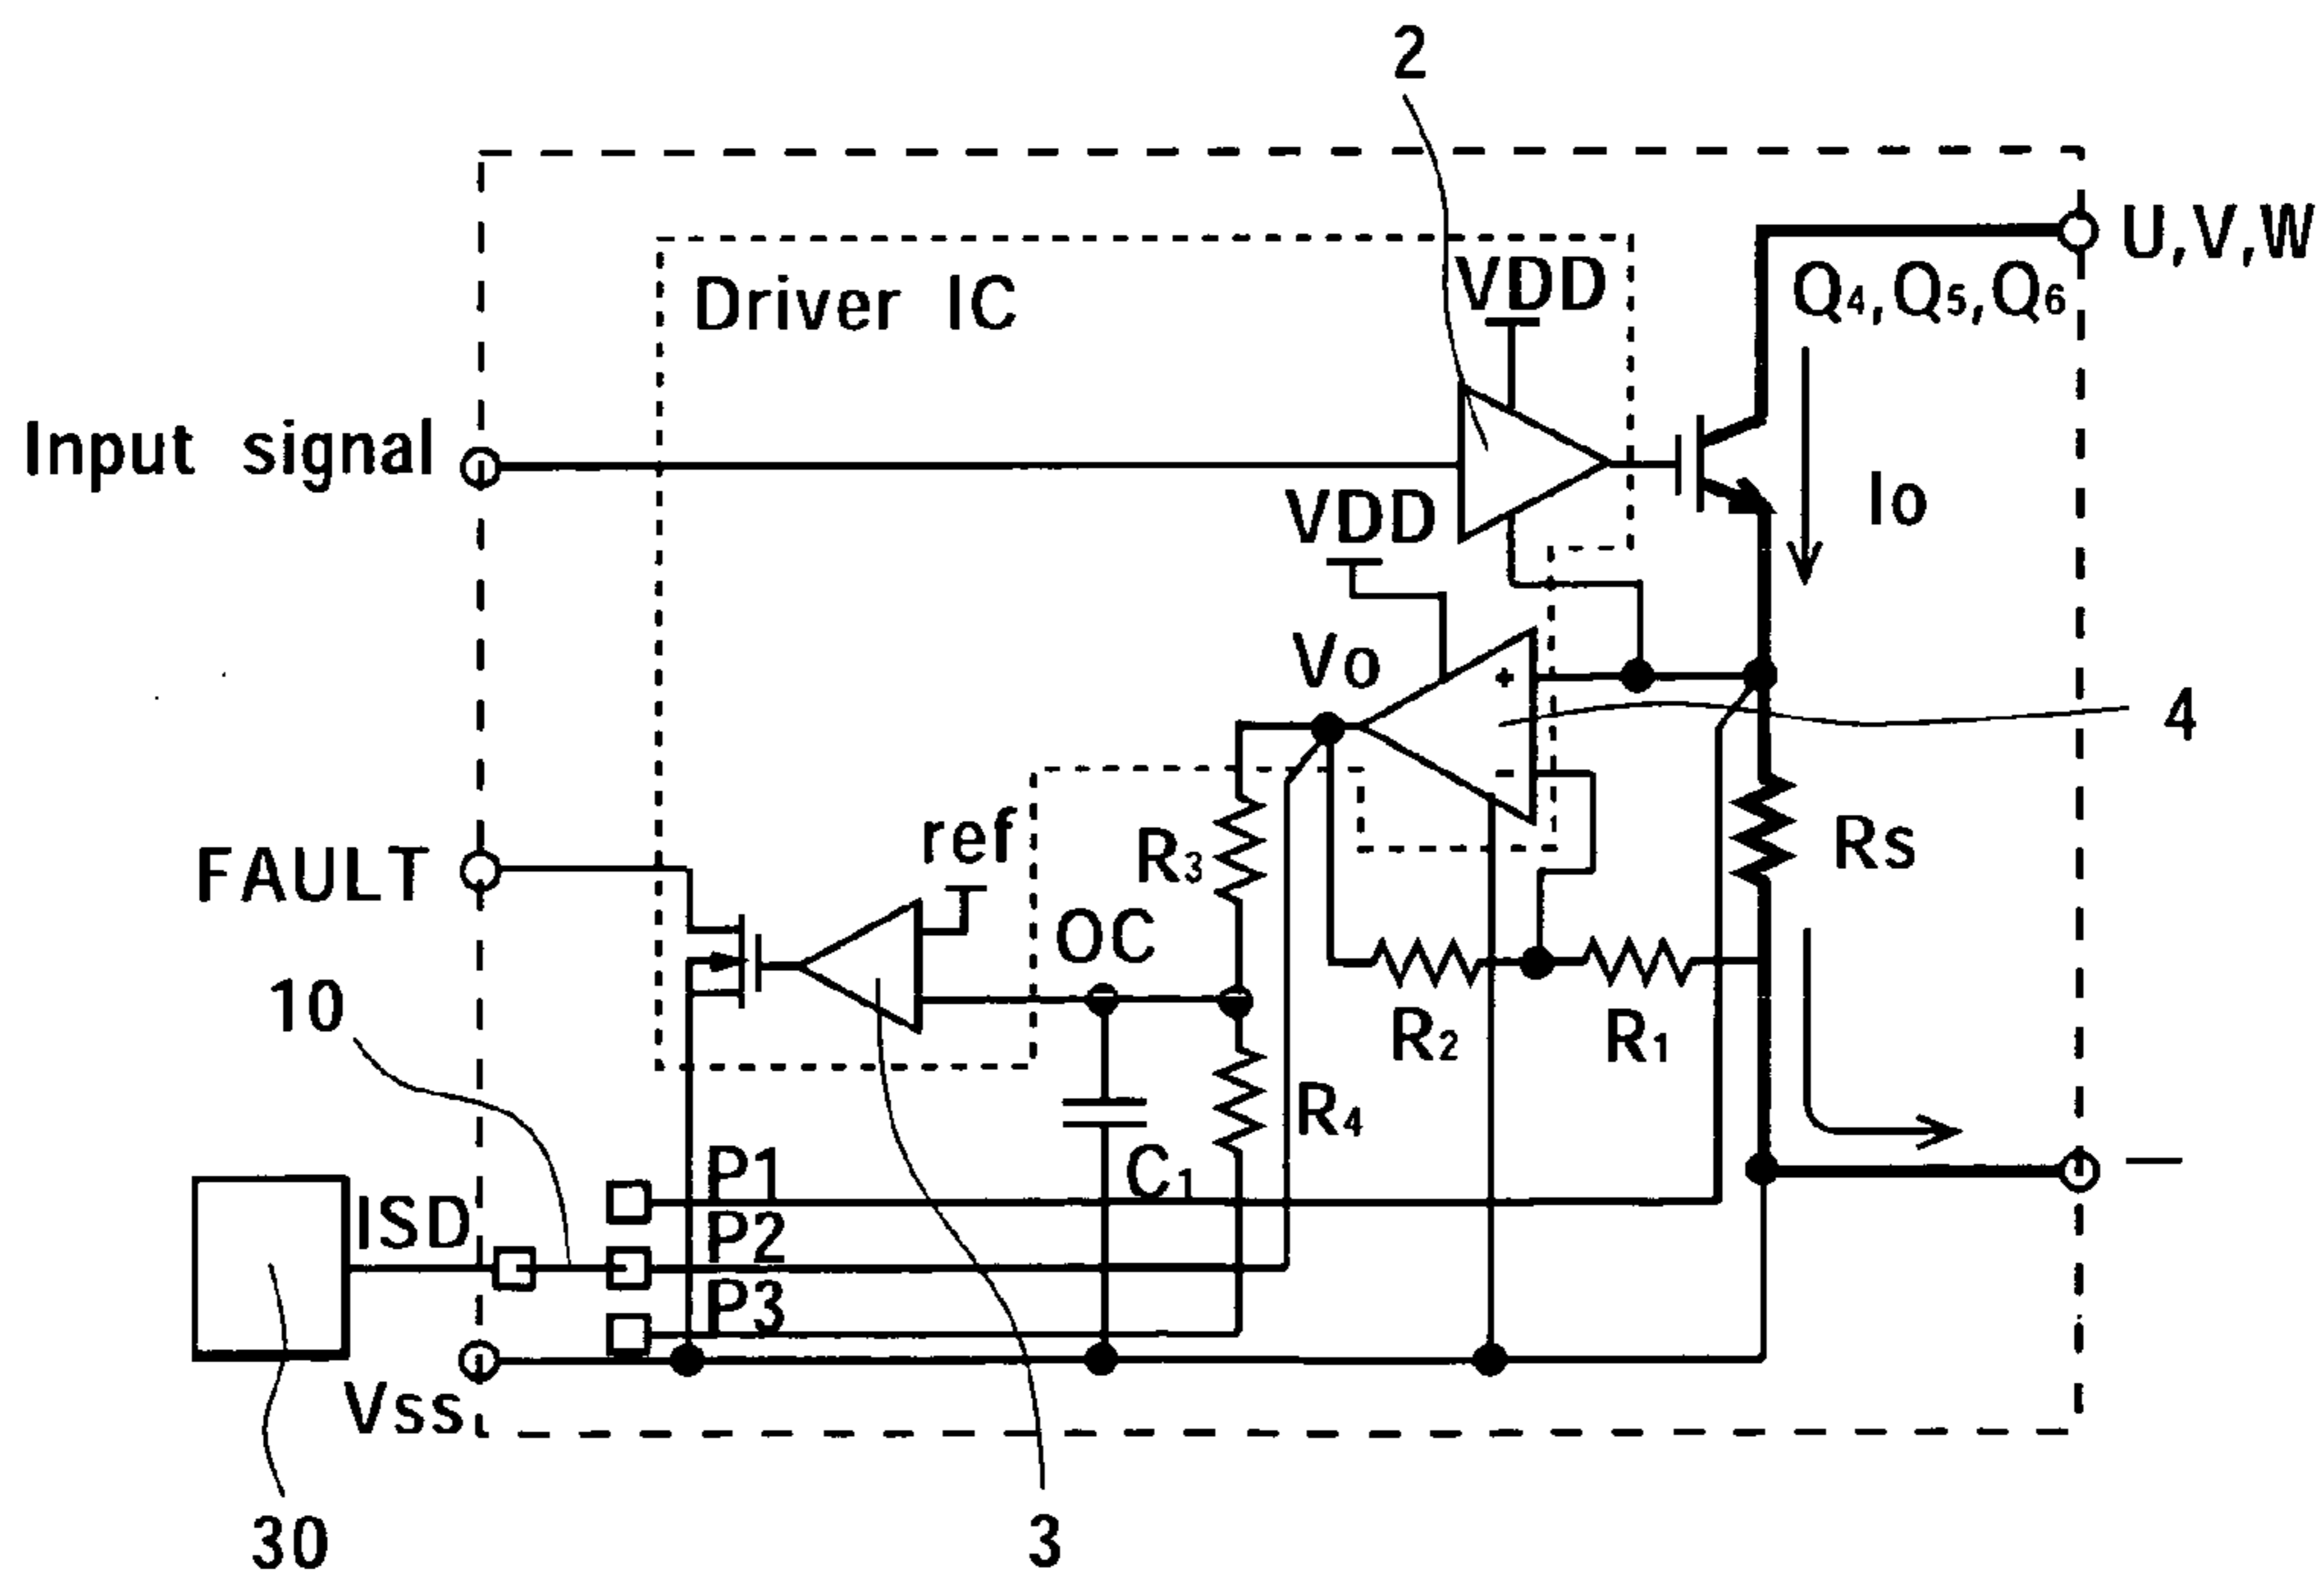 2
U,V,W
VDD
Driver IC
Q4,Q5,Q6
Input signal
VDD
Io
Vo
+
4
-
ref
R3
Rs
FAULT
OC
10
R2
R1
R4
P1
C1
—
ISD
P2
P3
Vss
30
3